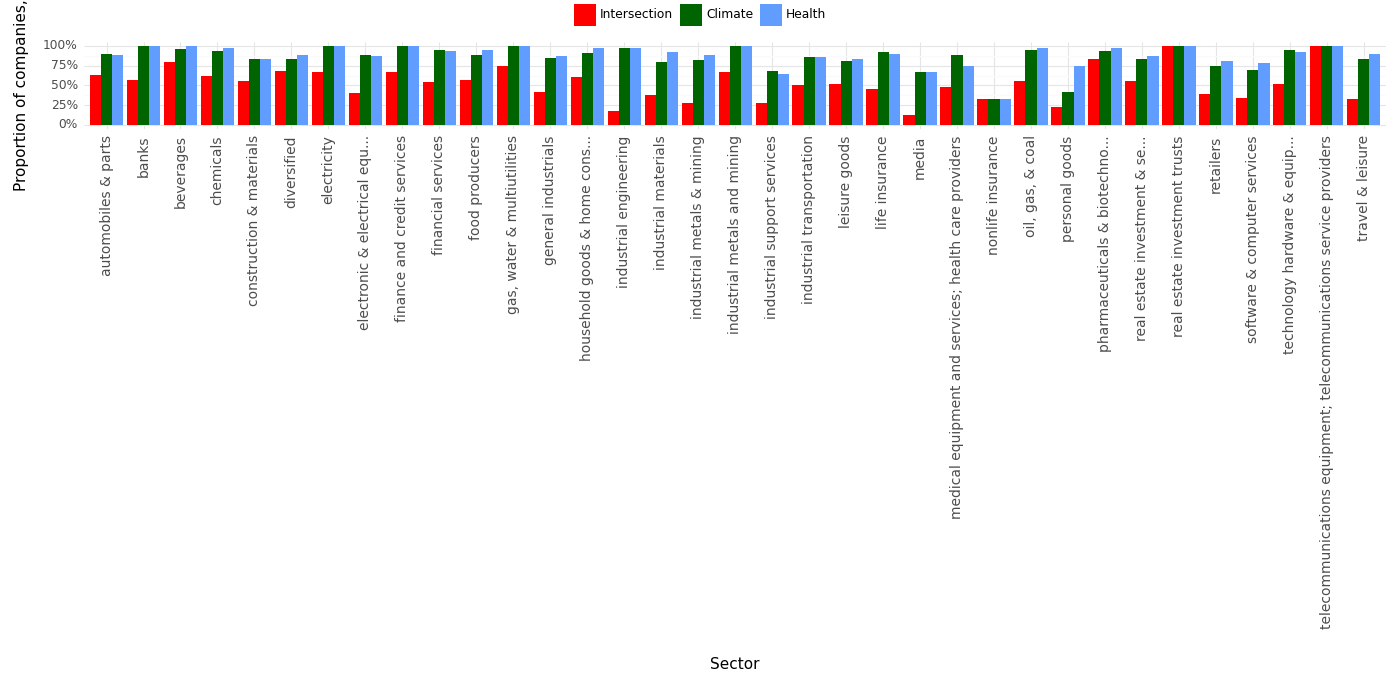 Intersection Climate Health
Proportion of companies,
100%
75%
50%
25%
0%
automobiles & parts
banks
beverages
chemicals
construction & materials
diversified
electricity
electronic & electrical equ...
finance and credit services
financial services
food producers
gas, water & multiutilities
general industrials
household goods & home cons...
industrial engineering
industrial materials
industrial metals & mining
industrial metals and mining
industrial support services
industrial transportation
leisure goods
life insurance
media
medical equipment and services; health care providers
nonlife insurance
oil, gas, & coal
personal goods
pharmaceuticals & biotechno...
real estate investment & se...
real estate investment trusts
retailers
software & computer services
technology hardware & equip...
telecommunications equipment; telecommunications service providers
travel & leisure
Sector